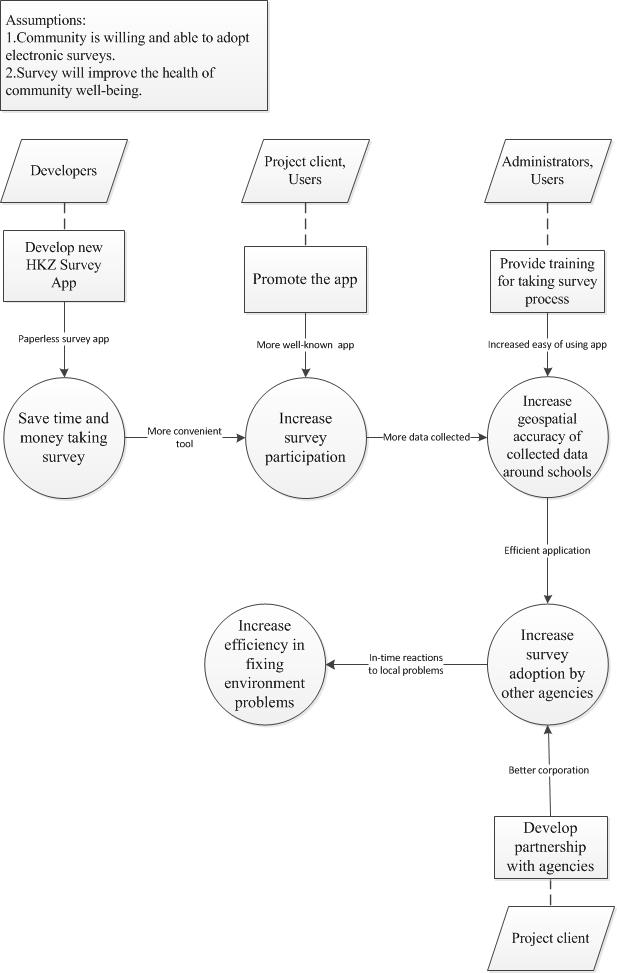 Assumptions:
1.Community is willing and able to adopt
electronic surveys.
2.Survey will improve the health of
community well-being.
Developers
Project client,
Users
Administrators,
Users
Develop new
HKZ Survey
App
Promote the app
Provide training
for taking survey
process
Paperless survey app
More well-known app
Increased easy of using app
Save time and
money taking
survey
More convenient
tool
Increase
survey
participation
More data collected
Increase
geospatial
accuracy of
collected data
around schools
Efficient application
Increase
efficiency in
fixing
environment
problems
In-time reactions
to local problems
Increase
survey
adoption by
other agencies
Better corporation
Develop
partnership
with agencies
Project client